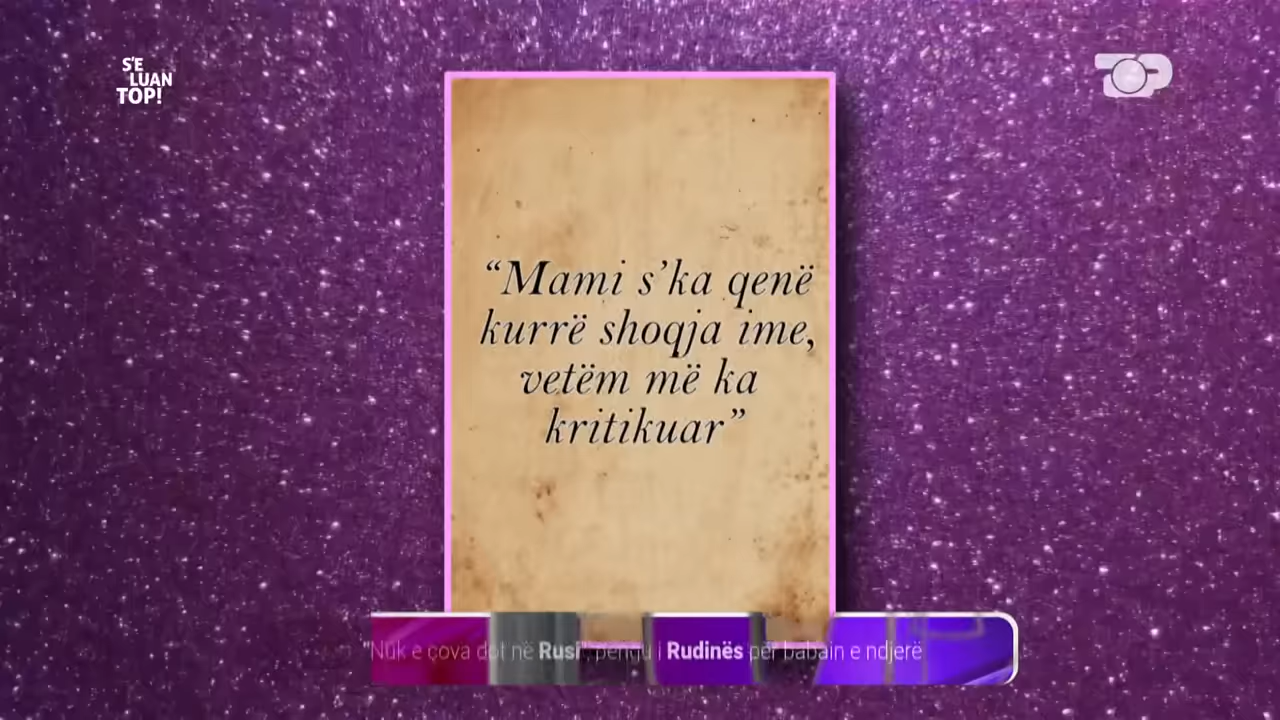 S'E
LUAN
TOP!
TOP
“Mami s’ka qenë
kurrë shoqja ime,
vetëm më ka
kritikuar”
"Nuk e çova dot në Rusi", pengu i Rudinës për babain e ndjerë